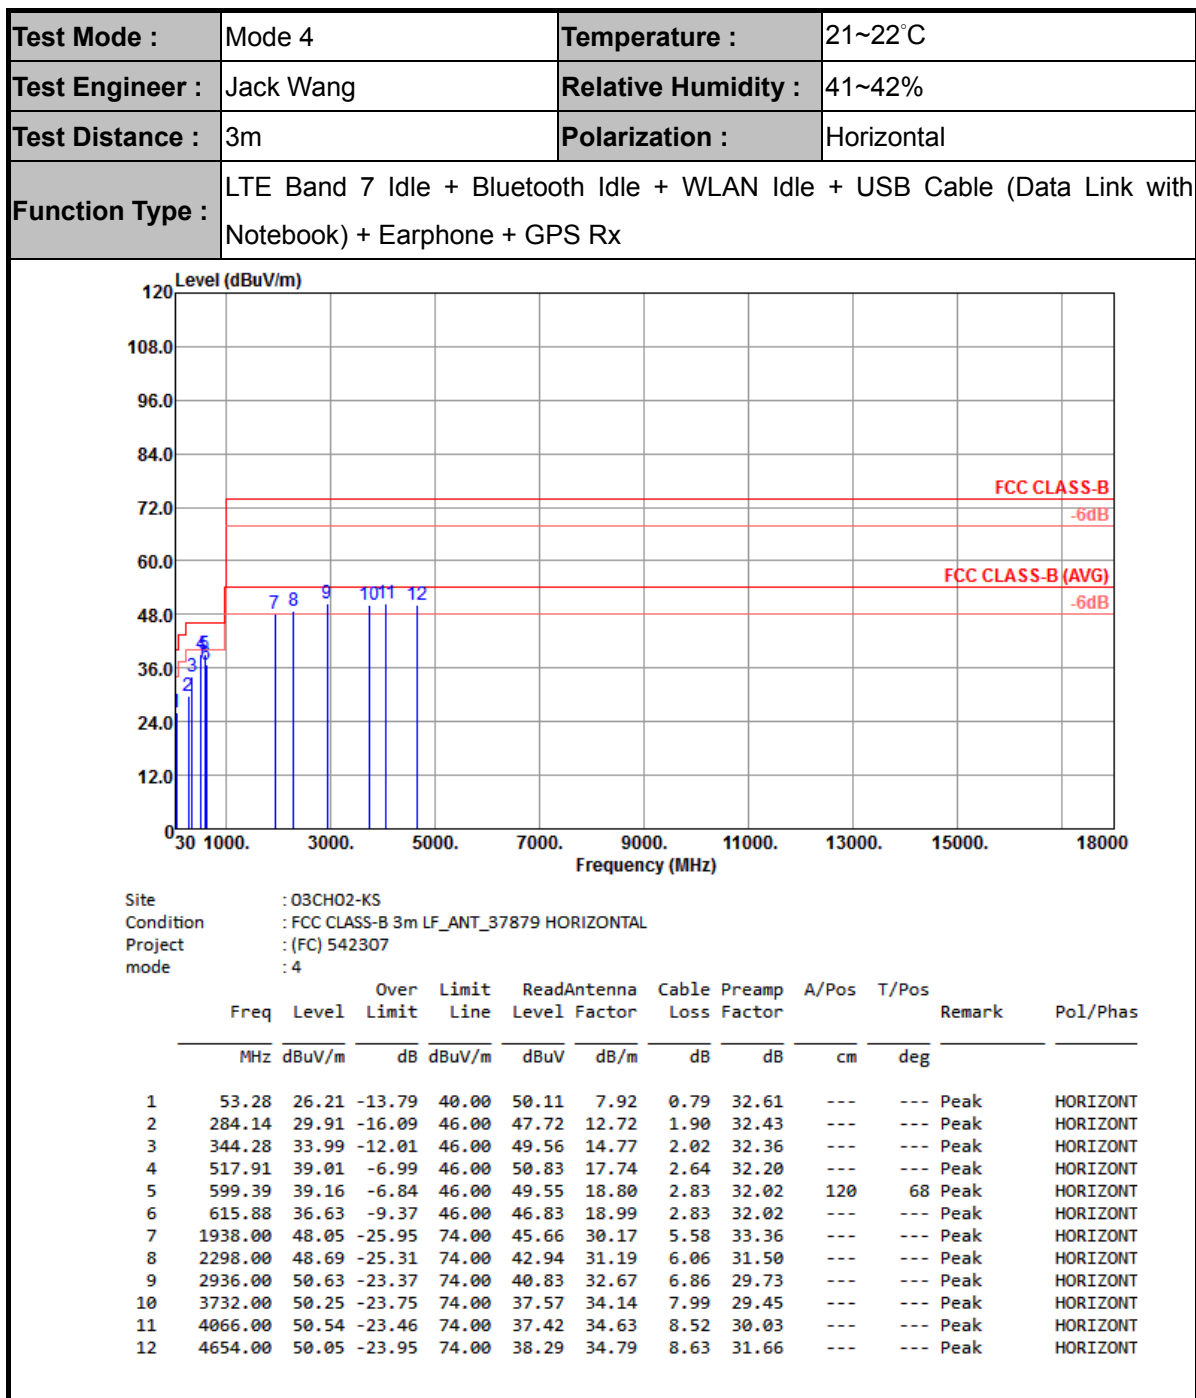 Test Mode : Mode 4 Temperature : 21~22°C
Test Engineer : Jack Wang Relative Humidity : 41~42%
Test Distance : 3m Polarization : Horizontal
Function Type : LTE Band 7 Idle + Bluetooth Idle + WLAN Idle + USB Cable (Data Link with
Notebook) + Earphone + GPS Rx
Level (dBuV/m)
120
108.0
96.0
84.0
FCC CLASS-B
72.0
-6dB
60.0
FCC CLASS-B (AVG)
7 8 9 10 11 12
-6dB
48.0
4 5
6
36.0
3
2
1
24.0
12.0
0
30 1000. 3000. 5000. 7000. 9000. 11000. 13000. 15000. 18000
Frequency (MHz)
Site : 03CH02-KS
Condition : FCC CLASS-B 3m LF_ANT_37879 HORIZONTAL
Project : (FC) 542307
mode : 4
Over Limit ReadAntenna Cable Preamp A/Pos T/Pos
Freq Level Limit Line Level Factor Loss Factor Remark Pol/Phas
MHz dBuV/m dB dBuV/m dBuV dB/m dB dB cm deg
1 53.28 26.21 -13.79 40.00 50.11 7.92 0.79 32.61 --- --- Peak HORIZONT
2 284.14 29.91 -16.09 46.00 47.72 12.72 1.90 32.43 --- --- Peak HORIZONT
3 344.28 33.99 -12.01 46.00 49.56 14.77 2.02 32.36 --- --- Peak HORIZONT
4 517.91 39.01 -6.99 46.00 50.83 17.74 2.64 32.20 --- --- Peak HORIZONT
5 599.39 39.16 -6.84 46.00 49.55 18.80 2.83 32.02 120 68 Peak HORIZONT
6 615.88 36.63 -9.37 46.00 46.83 18.99 2.83 32.02 --- --- Peak HORIZONT
7 1938.00 48.05 -25.95 74.00 45.66 30.17 5.58 33.36 --- --- Peak HORIZONT
8 2298.00 48.69 -25.31 74.00 42.94 31.19 6.06 31.50 --- --- Peak HORIZONT
9 2936.00 50.63 -23.37 74.00 40.83 32.67 6.86 29.73 --- --- Peak HORIZONT
10 3732.00 50.25 -23.75 74.00 37.57 34.14 7.99 29.45 --- --- Peak HORIZONT
11 4066.00 50.54 -23.46 74.00 37.42 34.63 8.52 30.03 --- --- Peak HORIZONT
12 4654.00 50.05 -23.95 74.00 38.29 34.79 8.63 31.66 --- --- Peak HORIZONT